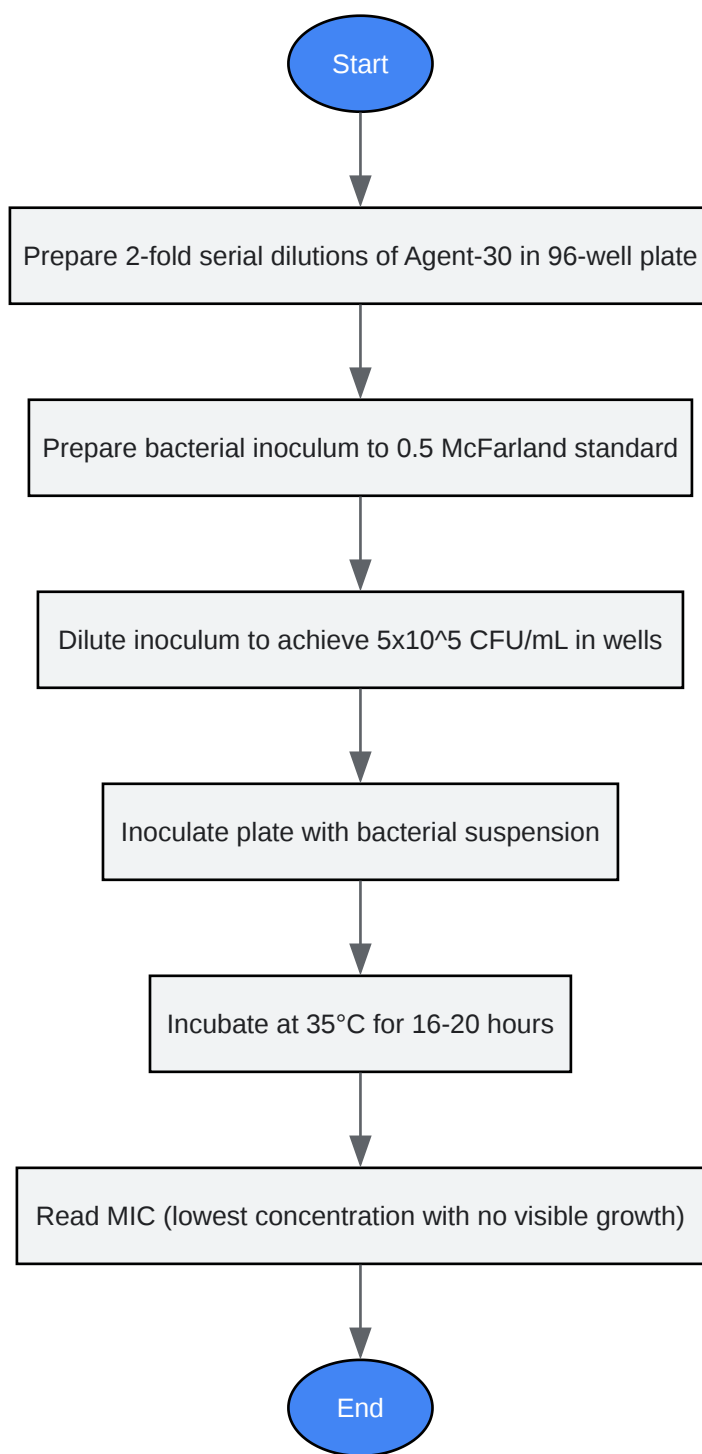 Start
Prepare 2-fold serial dilutions of Agent-30 in 96-well plate
Prepare bacterial inoculum to 0.5 McFarland standard
Dilute inoculum to achieve 5x10^5 CFU/mL in wells
Inoculate plate with bacterial suspension
Incubate at 35°C for 16-20 hours
Read MIC (lowest concentration with no visible growth)
End